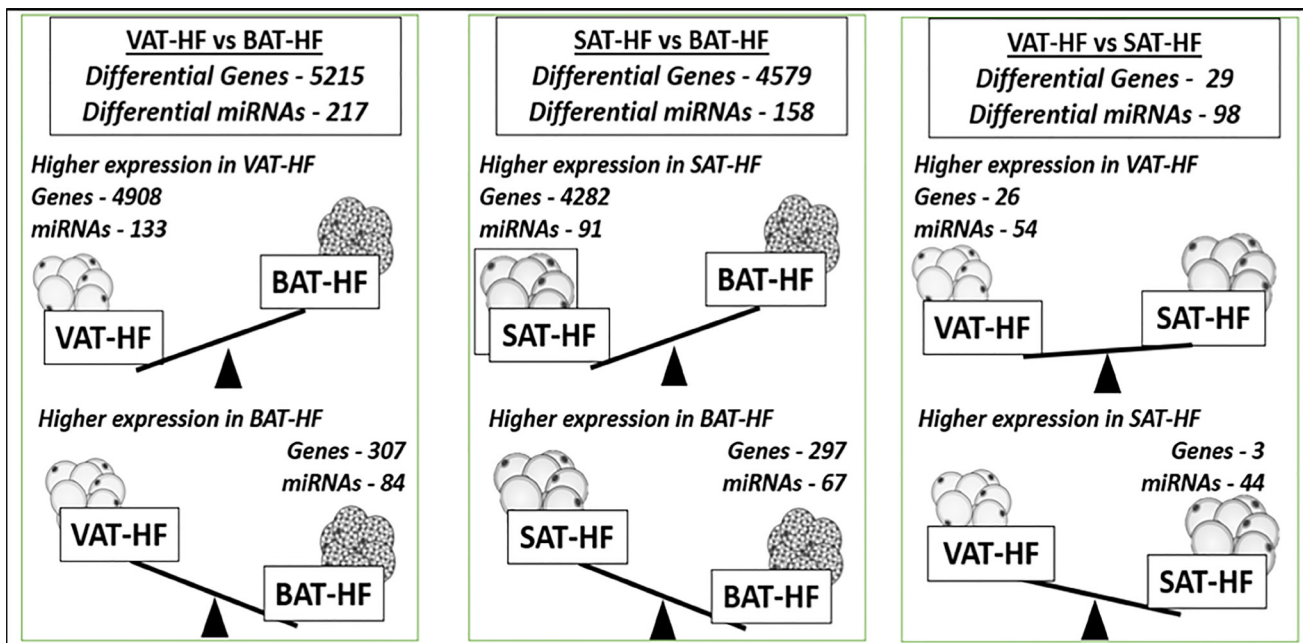 VAT-HF vs BAT-HF
Differential Genes - 5215
Differential miRNAs - 217
Higher expression in VAT-HF
Genes - 4908
miRNAs - 133
BAT-HF
VAT-HF
Higher expression in BAT-HF
Genes - 307
miRNAs - 84
VAT-HF
BAT-HF
SAT-HF vs BAT-HF
Differential Genes - 4579
Differential miRNAs - 158
Higher expression in SAT-HF
Genes - 4282
miRNAs - 91
BAT-HF
SAT-HF
Higher expression in BAT-HF
Genes - 297
miRNAs - 67
SAT-HF
BAT-HF
VAT-HF vs SAT-HF
Differential Genes - 29
Differential miRNAs - 98
Higher expression in VAT-HF
Genes - 26
miRNAs - 54
SAT-HF
VAT-HF
Higher expression in SAT-HF
Genes - 3
miRNAs - 44
VAT-HF
SAT-HF